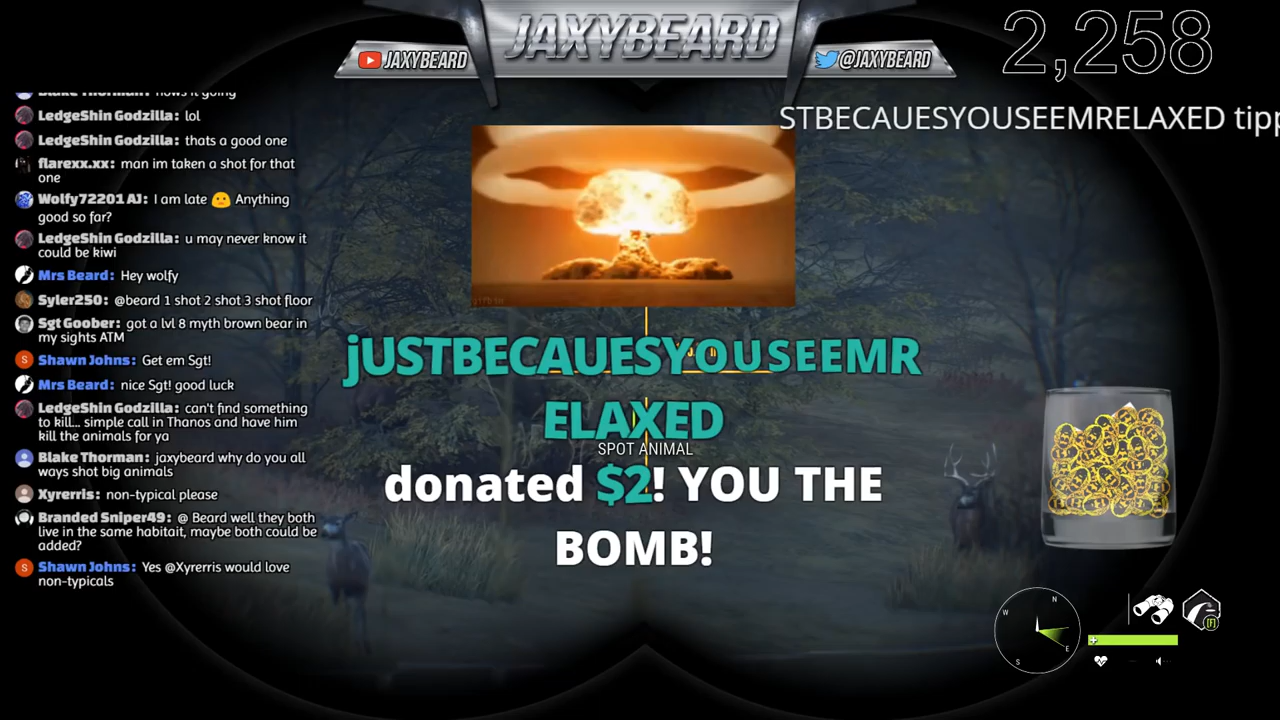 JAXYBEARD
JAXYBEARD
@JAXYBEARD
2,258
STBECAUESYOUSEEMRELAXED tipp
Blake Thorman: hows it going
LedgeShin Godzilla: lol
LedgeShin Godzilla: thats a good one
flarexx.xx: man im taken a shot for that
one
Wolfy72201 AJ: I am late 😶 Anything
good so far?
LedgeShin Godzilla: u may never know it
could be kiwi
Mrs Beard: Hey wolfy
Syler250: @beard 1 shot 2 shot 3 shot floor
Sgt Goober: got a lvl 8 myth brown bear in
my sights ATM
S Shawn Johns: Get em Sgt!
Mrs Beard: nice Sgt! good luck
LedgeShin Godzilla: can't find something
to kill... simple call in Thanos and have him
kill the animals for ya
Blake Thorman: jaxybeard why do you all
ways shot big animals
Xyrerris: non-typical please
Branded Sniper49: @ Beard well they both
live in the same habitait, maybe both could be
added?
S Shawn Johns: Yes @Xyrerris would love
non-typicals
jUSTBECAUESYOUSEEMR
ELAXED
SPOT ANIMAL
donated $2! YOU THE
BOMB!
N
W
E
S
[F]